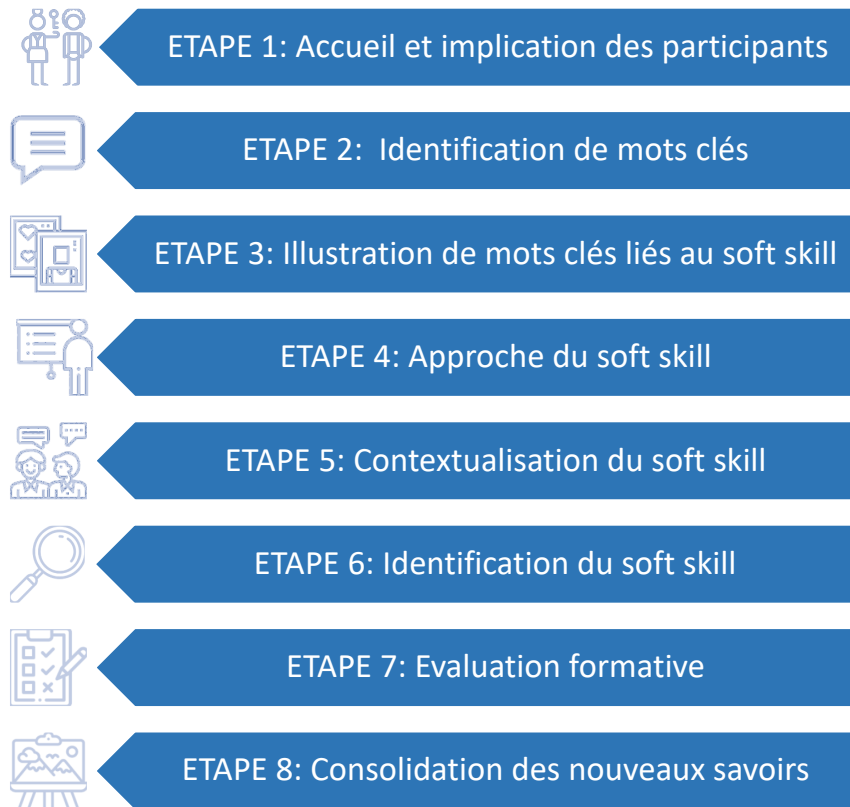 ETAPE 1: Accueil et implication des participants
ETAPE 2: Identification de mots clés
ETAPE 3: Illustration de mots clés liés au soft skill
ETAPE 4: Approche du soft skill
ETAPE 5: Contextualisation du soft skill
ETAPE 6: Identification du soft skill
ETAPE 7: Evaluation formative
ETAPE 8: Consolidation des nouveaux savoirs